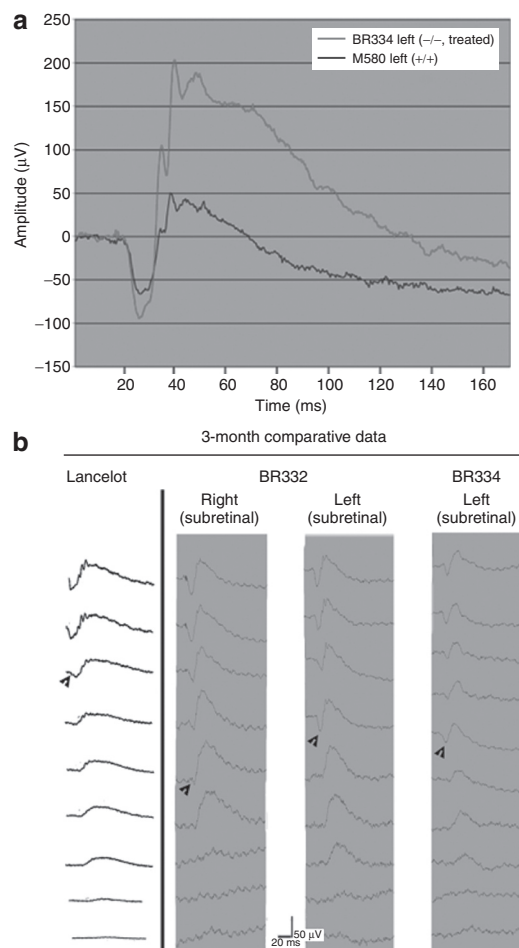 a
BR334 left (−/−, treated)
M580 left (+/+)
Amplitude (μV)
250
200
150
100
50
0
−50
−100
−150
20 40 60 80 100 120 140 160
Time (ms)
b
3-month comparative data
Lancelot BR332 BR334
Right Left Left
(subretinal) (subretinal) (subretinal)
50 μV
20 ms